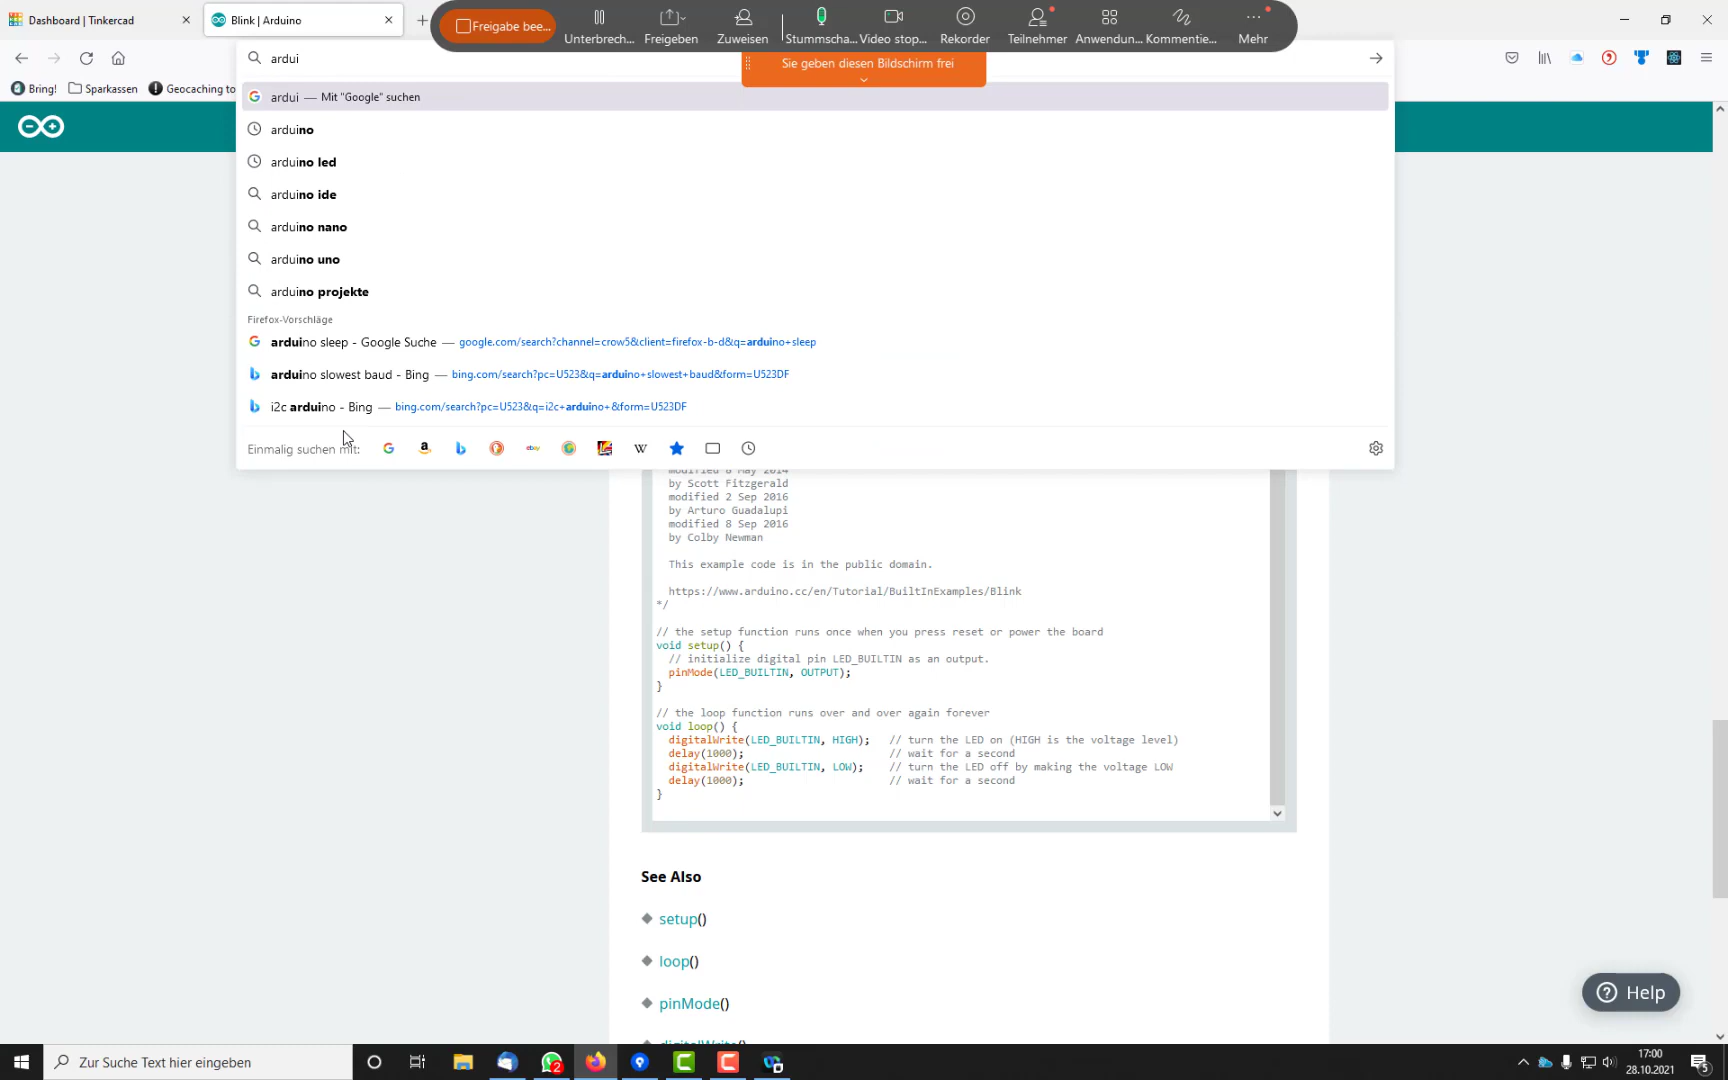 Dashboard | Tinkercad
Blink | Arduino
Freigabe bee...
Unterbrech...
Freigeben
Zuweisen
Stummscha...
Video stop...
Rekorder
Teilnehmer
Anwendun...
Kommentie...
Mehr
Sie geben diesen Bildschirm frei
ardui
Bring!
Sparkassen
Geocaching to
ardui — Mit "Google" suchen
arduino
arduino led
arduino ide
arduino nano
arduino uno
arduino projekte
Firefox-Vorschläge
arduino sleep - Google Suche — google.com/search?channel=crow5&client=firefox-b-d&q=arduino+sleep
arduino slowest baud - Bing — bing.com/search?pc=U523&q=arduino+slowest+baud&form=U523DF
i2c arduino - Bing — bing.com/search?pc=U523&q=i2c+arduino+&form=U523DF
Einmalig suchen mit:
modified 8 May 2014
by Scott Fitzgerald
modified 2 Sep 2016
by Arturo Guadalupi
modified 8 Sep 2016
by Colby Newman
This example code is in the public domain.
https://www.arduino.cc/en/Tutorial/BuiltInExamples/Blink
*/
// the setup function runs once when you press reset or power the board
void setup() {
// initialize digital pin LED_BUILTIN as an output.
pinMode(LED_BUILTIN, OUTPUT);
}
// the loop function runs over and over again forever
void loop() {
digitalWrite(LED_BUILTIN, HIGH); // turn the LED on (HIGH is the voltage level)
delay(1000); // wait for a second
digitalWrite(LED_BUILTIN, LOW); // turn the LED off by making the voltage LOW
delay(1000); // wait for a second
}
See Also
setup()
loop()
pinMode()
digitalWrite()
Help
Zur Suche Text hier eingeben
2
17:00
28.10.2021
5